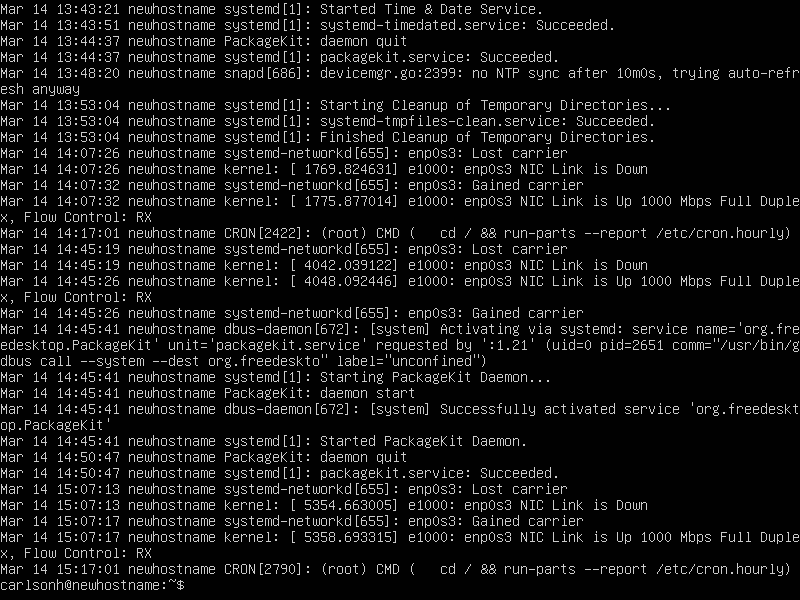 Mar 14 13:43:21 newhostname systemd[1]: Started Time & Date Service.
Mar 14 13:43:51 newhostname systemd[1]: systemd-timedated.service: Succeeded.
Mar 14 13:44:37 newhostname PackageKit: daemon quit
Mar 14 13:44:37 newhostname systemd[1]: packagekit.service: Succeeded.
Mar 14 13:48:20 newhostname snapd[686]: devicemgr.go:2399: no NTP sync after 10m0s, trying auto-refr
esh anyway
Mar 14 13:53:04 newhostname systemd[1]: Starting Cleanup of Temporary Directories...
Mar 14 13:53:04 newhostname systemd[1]: systemd-tmpfiles-clean.service: Succeeded.
Mar 14 13:53:04 newhostname systemd[1]: Finished Cleanup of Temporary Directories.
Mar 14 14:07:26 newhostname systemd-networkd[655]: enp0s3: Lost carrier
Mar 14 14:07:26 newhostname kernel: [ 1769.824631] e1000: enp0s3 NIC Link is Down
Mar 14 14:07:32 newhostname systemd-networkd[655]: enp0s3: Gained carrier
Mar 14 14:07:32 newhostname kernel: [ 1775.877014] e1000: enp0s3 NIC Link is Up 1000 Mbps Full Duple
x, Flow Control: RX
Mar 14 14:17:01 newhostname CRON[2422]: (root) CMD (   cd / && run-parts --report /etc/cron.hourly)
Mar 14 14:45:19 newhostname systemd-networkd[655]: enp0s3: Lost carrier
Mar 14 14:45:19 newhostname kernel: [ 4042.039122] e1000: enp0s3 NIC Link is Down
Mar 14 14:45:26 newhostname kernel: [ 4048.092446] e1000: enp0s3 NIC Link is Up 1000 Mbps Full Duple
x, Flow Control: RX
Mar 14 14:45:26 newhostname systemd-networkd[655]: enp0s3: Gained carrier
Mar 14 14:45:41 newhostname dbus-daemon[672]: [system] Activating via systemd: service name='org.fre
edesktop.PackageKit' unit='packagekit.service' requested by ':1.21' (uid=0 pid=2651 comm="/usr/bin/g
dbus call --system --dest org.freedeskto" label="unconfined")
Mar 14 14:45:41 newhostname systemd[1]: Starting PackageKit Daemon...
Mar 14 14:45:41 newhostname PackageKit: daemon start
Mar 14 14:45:41 newhostname dbus-daemon[672]: [system] Successfully activated service 'org.freedeskt
op.PackageKit'
Mar 14 14:45:41 newhostname systemd[1]: Started PackageKit Daemon.
Mar 14 14:50:47 newhostname PackageKit: daemon quit
Mar 14 14:50:47 newhostname systemd[1]: packagekit.service: Succeeded.
Mar 14 15:07:13 newhostname systemd-networkd[655]: enp0s3: Lost carrier
Mar 14 15:07:13 newhostname kernel: [ 5354.663005] e1000: enp0s3 NIC Link is Down
Mar 14 15:07:17 newhostname systemd-networkd[655]: enp0s3: Gained carrier
Mar 14 15:07:17 newhostname kernel: [ 5358.693315] e1000: enp0s3 NIC Link is Up 1000 Mbps Full Duple
x, Flow Control: RX
Mar 14 15:17:01 newhostname CRON[2790]: (root) CMD (   cd / && run-parts --report /etc/cron.hourly)
carlsonh@newhostname:~$